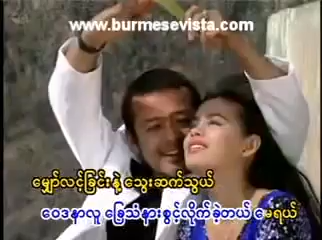 www.burmesevista.com
မျှော်လင့်ခြင်းနဲ့ သွေးဆက်သွယ်
ဝေဒနာလူ ခြေသံနားစွင့်လိုက်ခဲ့တယ် မေရယ်